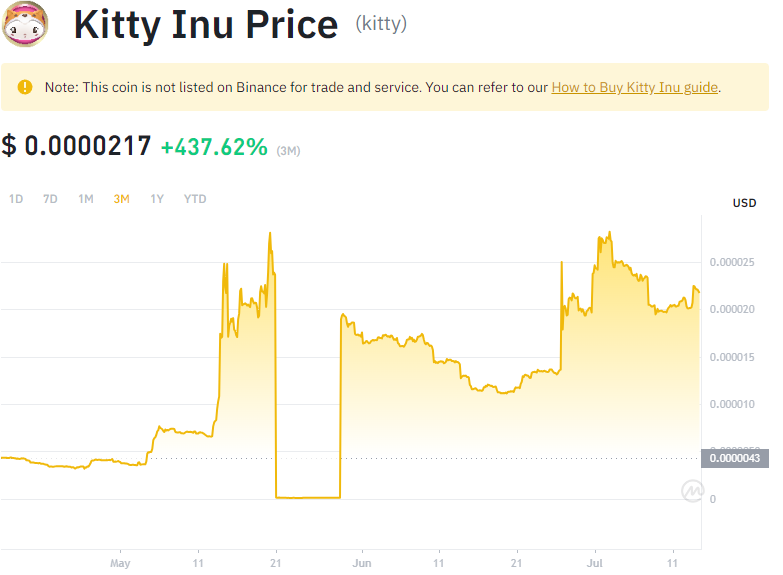 Kitty Inu Price (kitty)
Note: This coin is not listed on Binance for trade and service. You can refer to our How to Buy Kitty Inu guide.
$ 0.0000217 +437.62% (3M)
1D 7D 1M 3M 1Y YTD
USD
0.000025
0.000020
0.000015
0.000010
0.0000043
0
May 11 21 Jun 11 21 Jul 11